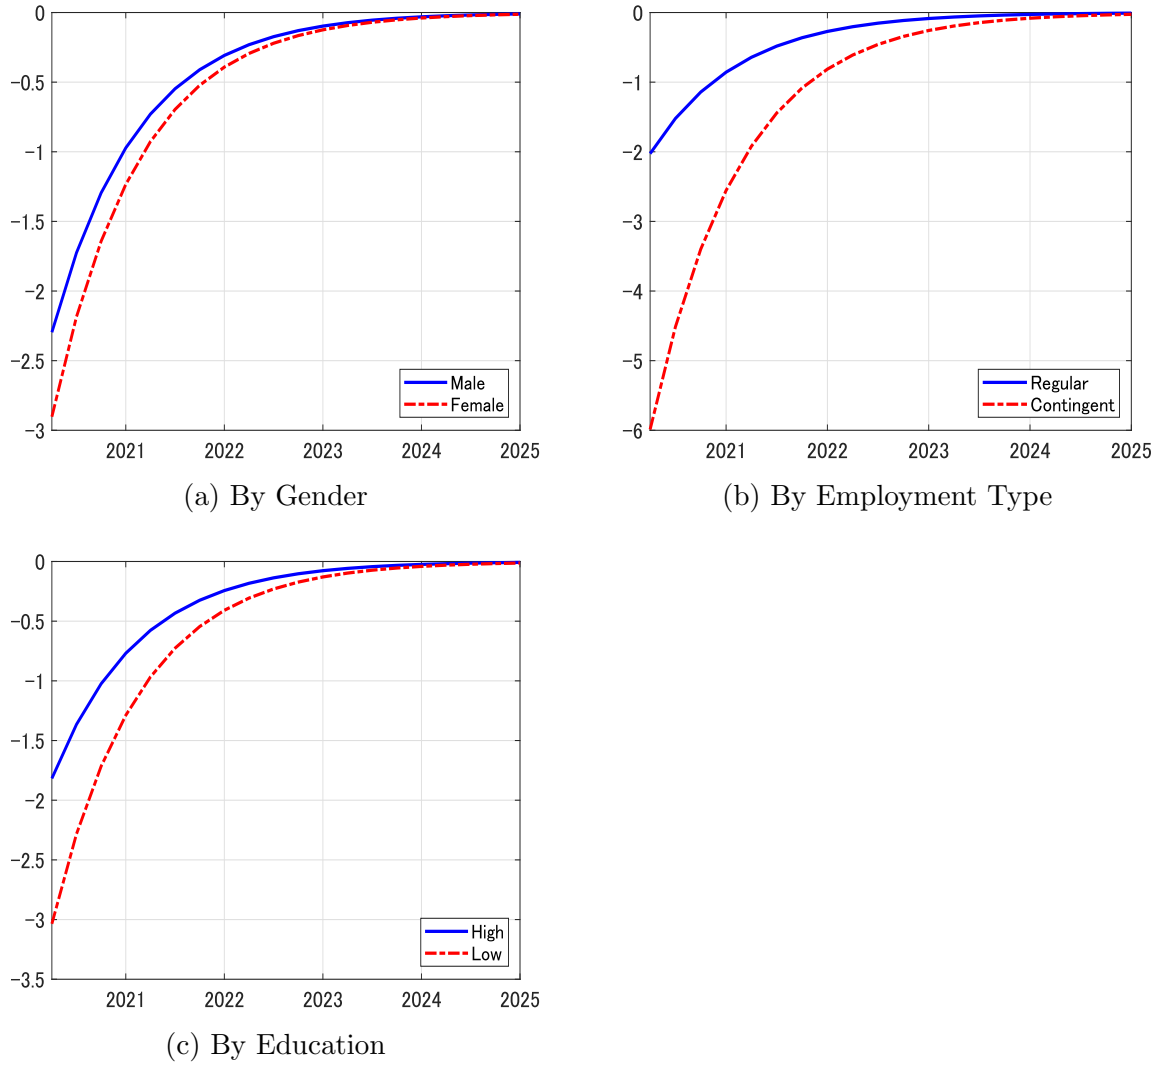 0
−0.5
−1
−1.5
−2
−2.5
−3
2021 2022 2023 2024 2025
Male
Female
(a) By Gender
0
−1
−2
−3
−4
−5
−6
2021 2022 2023 2024 2025
Regular
Contingent
(b) By Employment Type
0
−0.5
−1
−1.5
−2
−2.5
−3
−3.5
2021 2022 2023 2024 2025
High
Low
(c) By Education